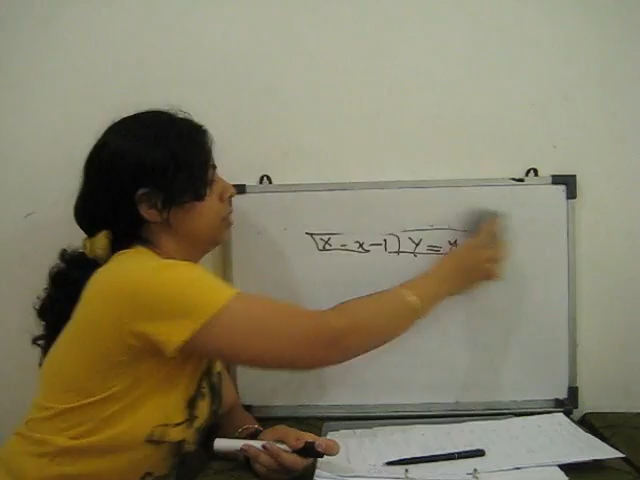 x - x - 1) y = x